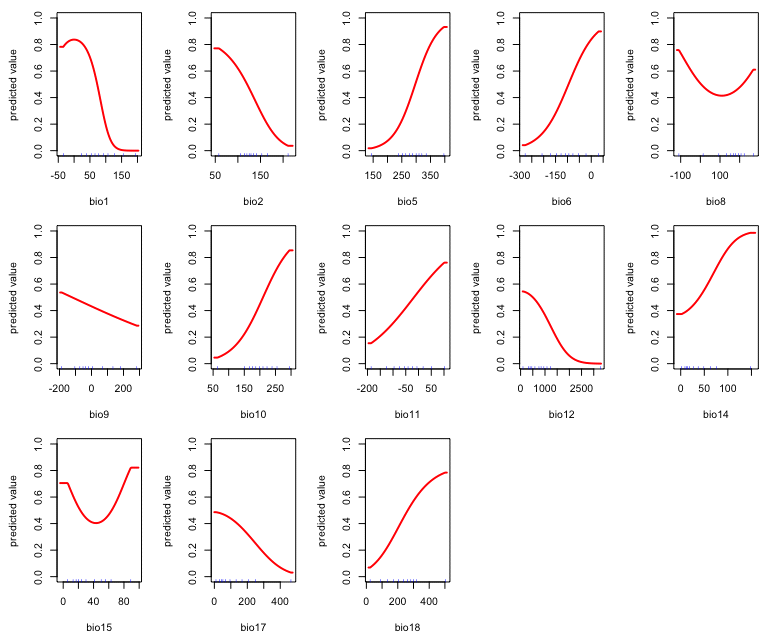 predicted value
0.0 0.2 0.4 0.6 0.8 1.0
-50 50 150
bio1
predicted value
0.0 0.2 0.4 0.6 0.8 1.0
50 150
bio2
predicted value
0.0 0.2 0.4 0.6 0.8 1.0
150 250 350
bio5
predicted value
0.0 0.2 0.4 0.6 0.8 1.0
-300 -150 0
bio6
predicted value
0.0 0.2 0.4 0.6 0.8 1.0
-100 100
bio8
predicted value
0.0 0.2 0.4 0.6 0.8 1.0
-200 0 200
bio9
predicted value
0.0 0.2 0.4 0.6 0.8 1.0
50 150 300
bio10
predicted value
0.0 0.2 0.4 0.6 0.8 1.0
-200 -50 50
bio11
predicted value
0.0 0.2 0.4 0.6 0.8 1.0
0 1000 2500
bio12
predicted value
0.0 0.2 0.4 0.6 0.8 1.0
0 50 100
bio14
predicted value
0.0 0.2 0.4 0.6 0.8 1.0
0 40 80
bio15
predicted value
0.0 0.2 0.4 0.6 0.8 1.0
0 200 400
bio17
predicted value
0.0 0.2 0.4 0.6 0.8 1.0
0 200 400
bio18